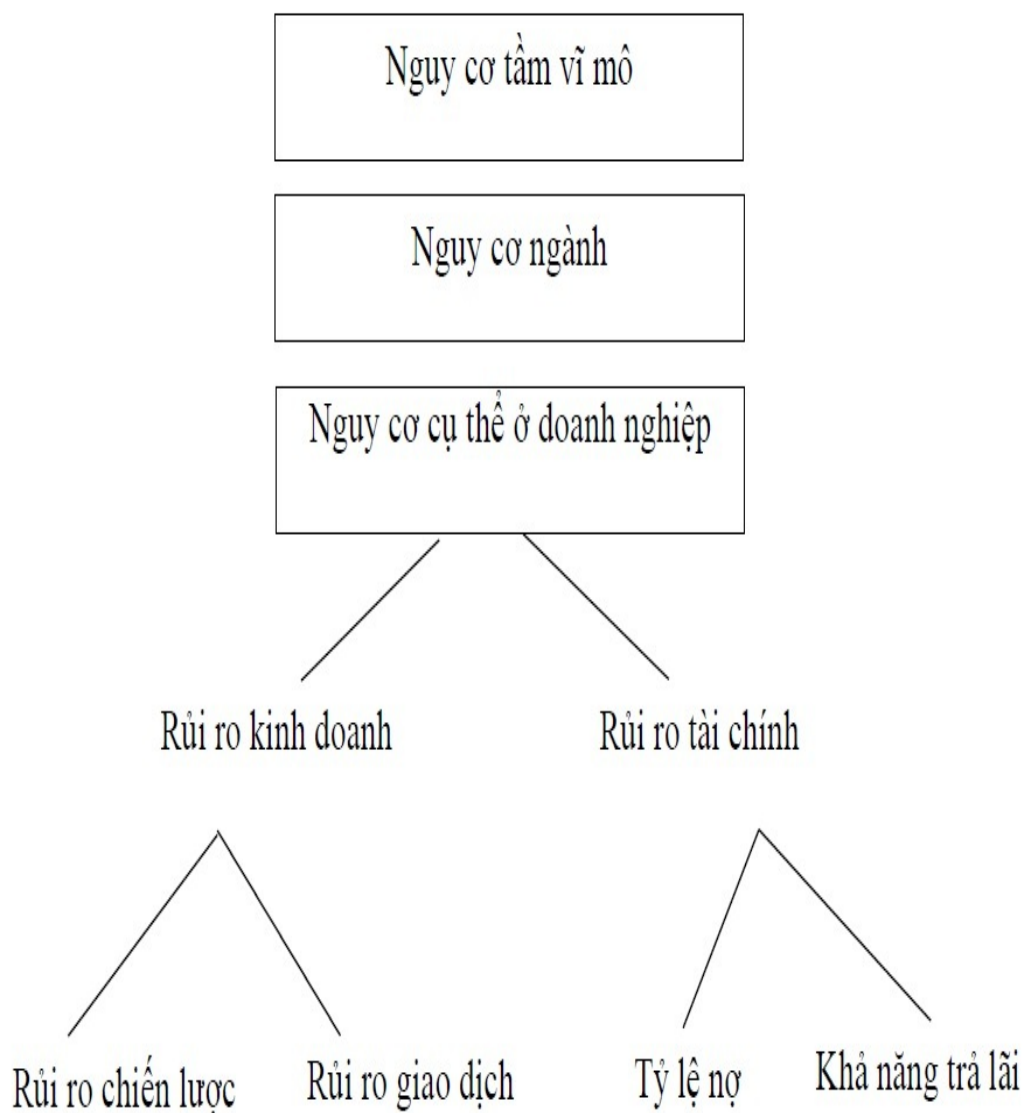 Nguy cơ tầm vĩ mô
Nguy cơ ngành
Nguy cơ cụ thể ở doanh nghiệp
Rủi ro kinh doanh
Rủi ro tài chính
Rủi ro chiến lược
Rủi ro giao dịch
Tỷ lệ nợ
Khả năng trả lãi